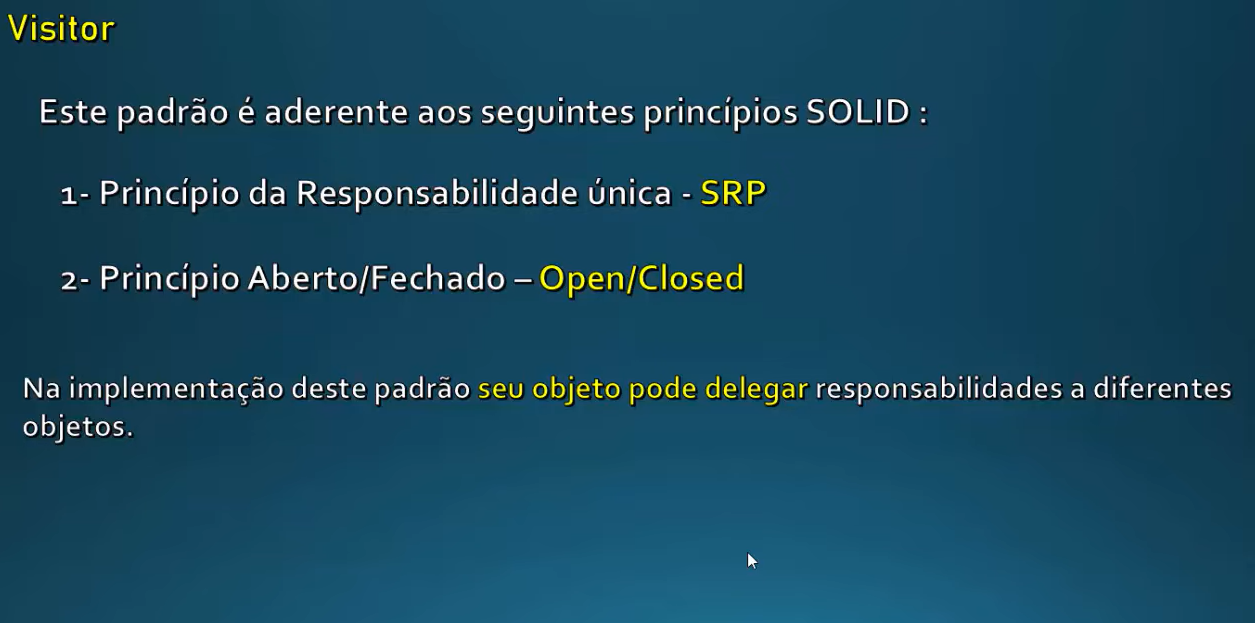 Visitor
Este padrão é aderente aos seguintes princípios SOLID :
1- Princípio da Responsabilidade única - SRP
2- Princípio Aberto/Fechado – Open/Closed
Na implementação deste padrão seu objeto pode delegar responsabilidades a diferentes
objetos.